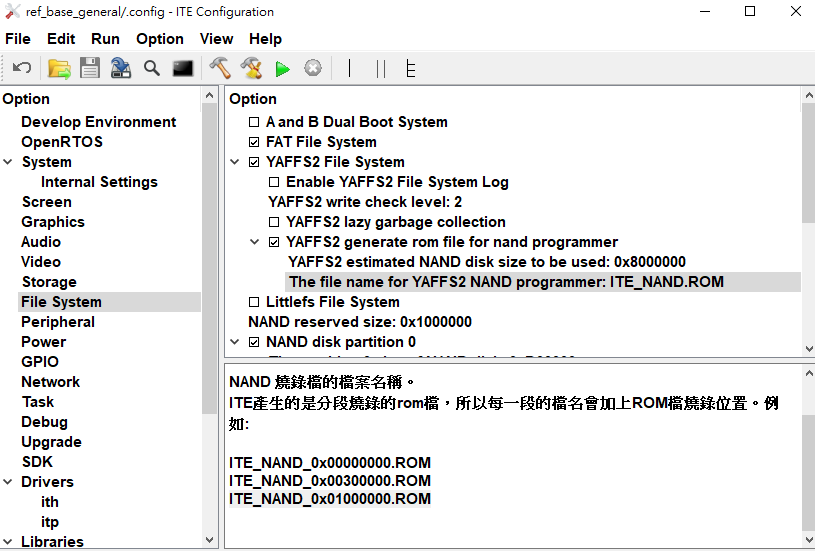 ref_base_general/.config - ITE Configuration
File Edit Run Option View Help
Option
Develop Environment
OpenRTOS
System
Internal Settings
Screen
Graphics
Audio
Video
Storage
File System
Peripheral
Power
GPIO
Network
Task
Debug
Upgrade
SDK
Drivers
ith
itp
Libraries
Option
A and B Dual Boot System
FAT File System
YAFFS2 File System
Enable YAFFS2 File System Log
YAFFS2 write check level: 2
YAFFS2 lazy garbage collection
YAFFS2 generate rom file for nand programmer
YAFFS2 estimated NAND disk size to be used: 0x8000000
The file name for YAFFS2 NAND programmer: ITE_NAND.ROM
Littlefs File System
NAND reserved size: 0x1000000
NAND disk partition 0
NAND 燒錄檔的檔案名稱。
ITE產生的是分段燒錄的rom檔，所以每一段的檔名會加上ROM檔燒錄位置。例
如:
ITE_NAND_0x00000000.ROM
ITE_NAND_0x00300000.ROM
ITE_NAND_0x01000000.ROM